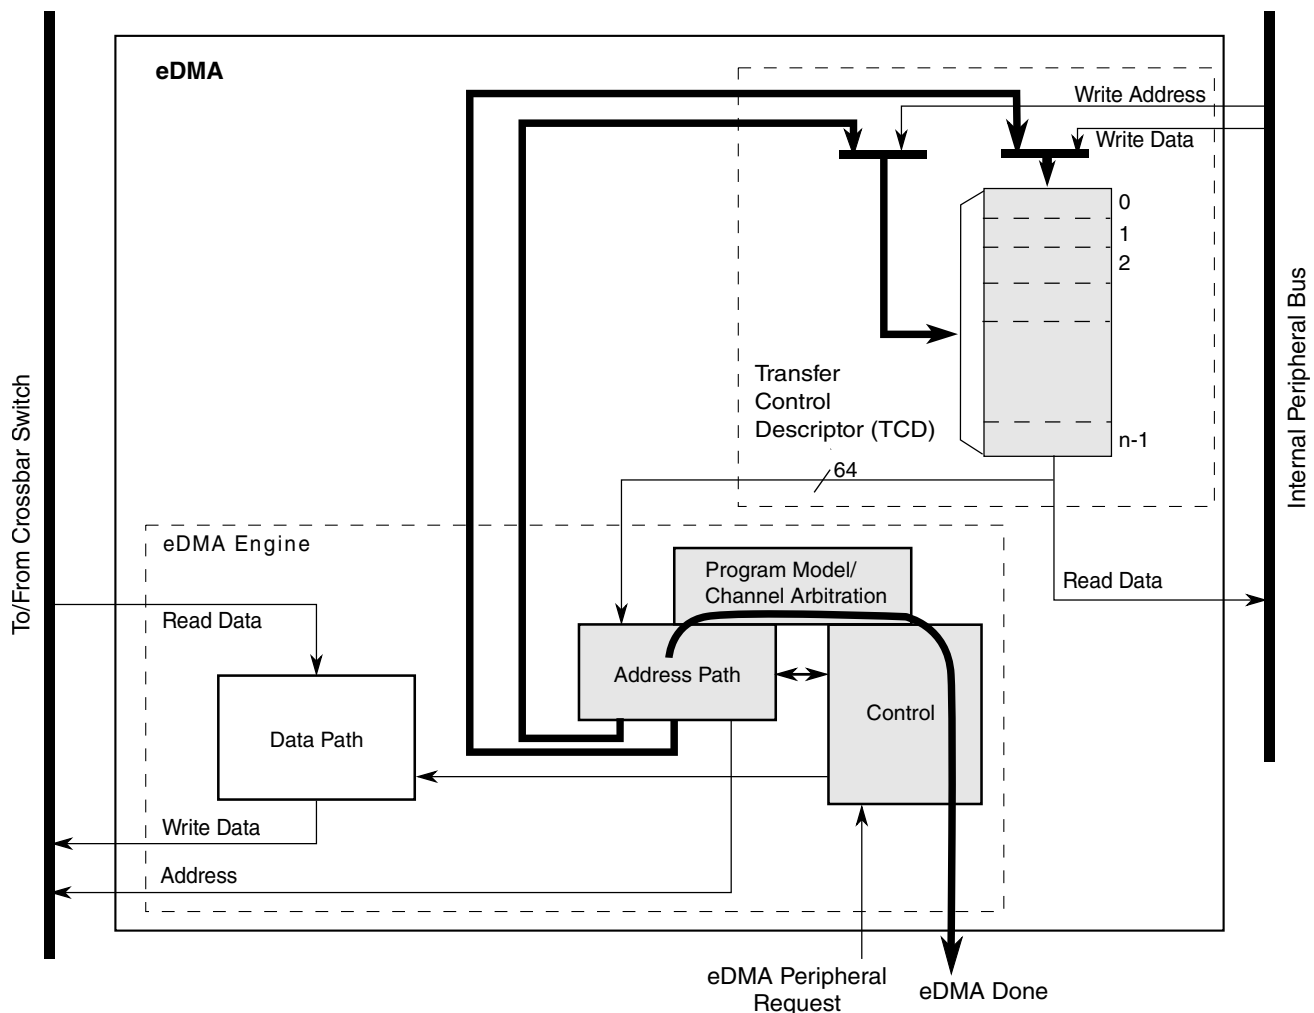 eDMA
Write Address
Write Data
0
1
2
n-1
Transfer
Control
Descriptor (TCD)
64
To/From Crossbar Switch
Internal Peripheral Bus
eDMA Engine
Read Data
Program Model/
Channel Arbitration
Read Data
Address Path
Control
Data Path
Write Data
Address
eDMA Peripheral
Request
eDMA Done